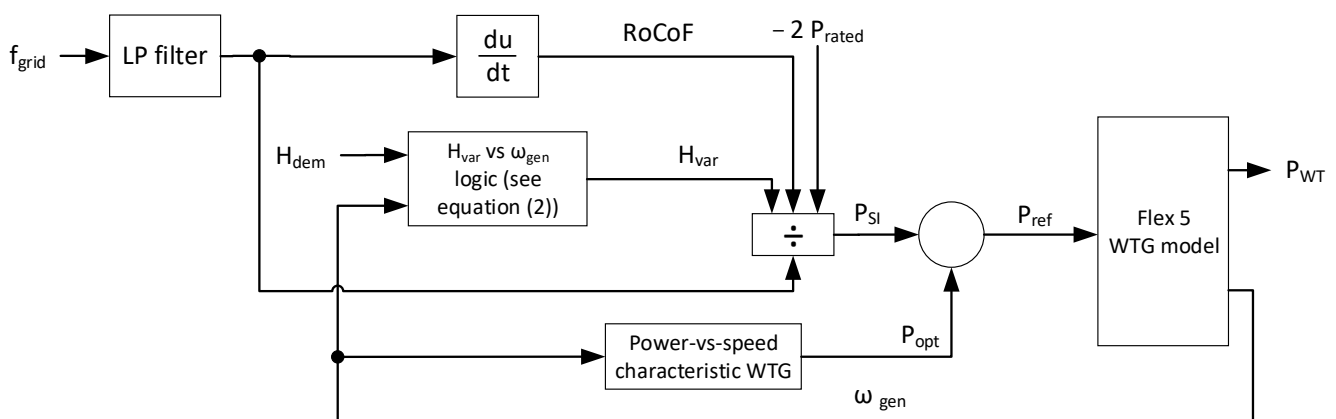 f_grid
LP filter
du
dt
RoCoF
− 2 P_rated
H_dem
H_var vs ω_gen
logic (see
equation (2))
H_var
÷
P_SI
P_ref
Flex 5
WTG model
P_WT
Power-vs-speed
characteristic WTG
P_opt
ω_gen